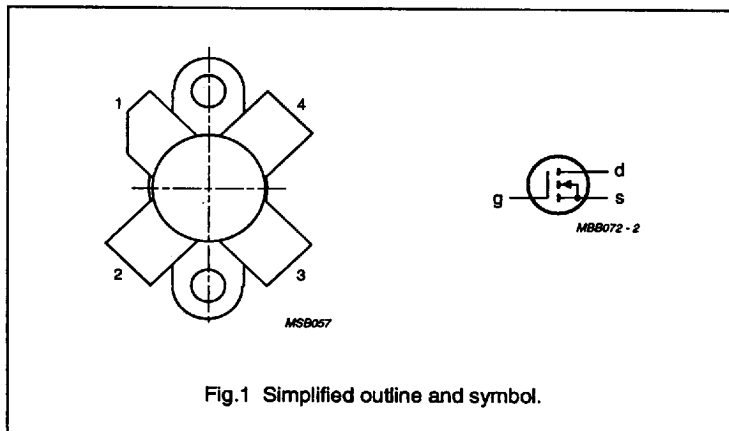 1
4
2
3
MSB057
g
d
s
MBB072 - 2
Fig.1 Simplified outline and symbol.